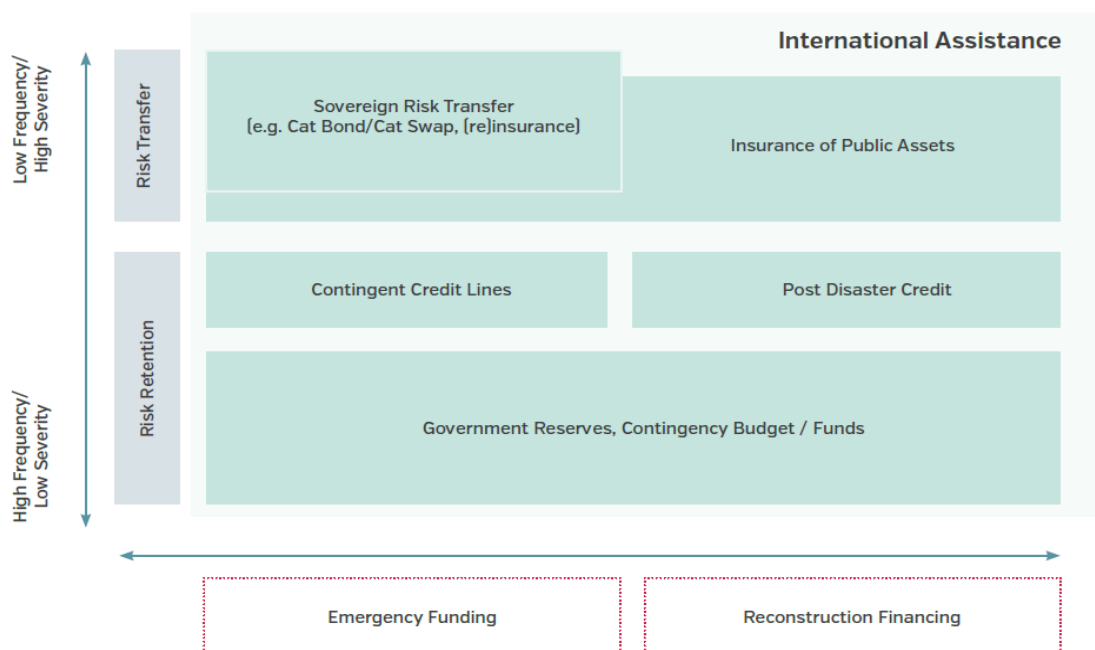 International Assistance
Low Frequency/
High Severity
Risk Transfer
Sovereign Risk Transfer
(e.g. Cat Bond/Cat Swap, (re)insurance)
Insurance of Public Assets
High Frequency/
Low Severity
Risk Retention
Contingent Credit Lines
Post Disaster Credit
Government Reserves, Contingency Budget / Funds
Emergency Funding
Reconstruction Financing